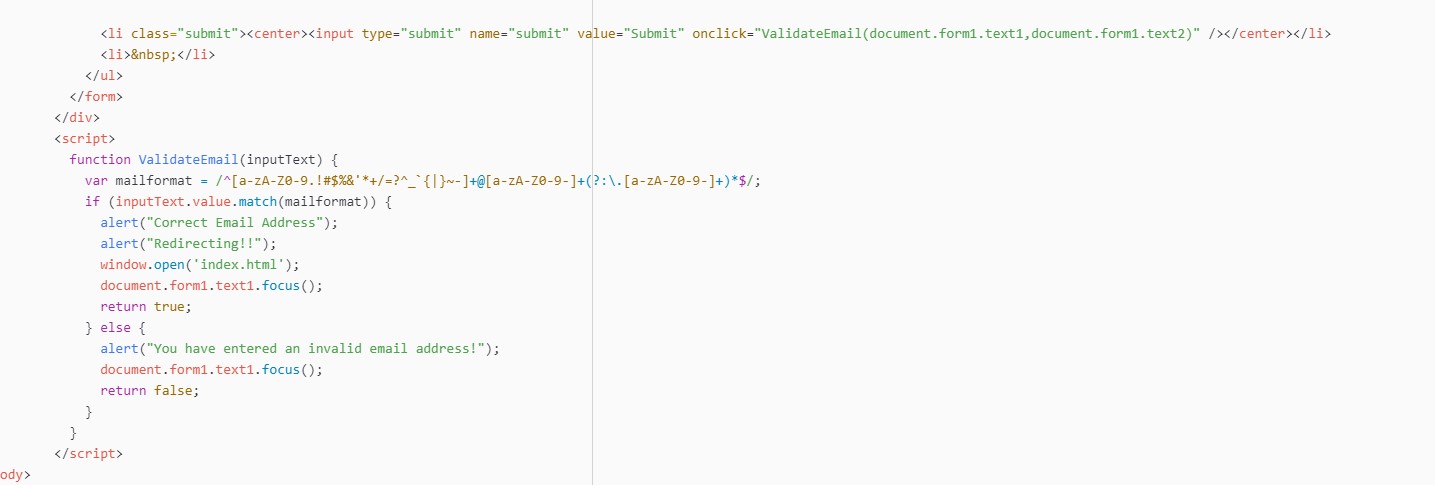 <li class="submit"><center><input type="submit" name="submit" value="Submit" onclick="ValidateEmail(document.form1.text1,document.form1.text2)" /></center></li>
<li>&nbsp;</li>
</ul>
</form>
</div>
<script>
function ValidateEmail(inputText) {
var mailformat = /^[a-zA-Z0-9.!#$%&'*+/=?^_`{|}~-]+@[a-zA-Z0-9-]+(?:\.[a-zA-Z0-9-]+)*$/;
if (inputText.value.match(mailformat)) {
alert("Correct Email Address");
alert("Redirecting!!");
window.open('index.html');
document.form1.text1.focus();
return true;
} else {
alert("You have entered an invalid email address!");
document.form1.text1.focus();
return false;
}
}
</script>
ody>